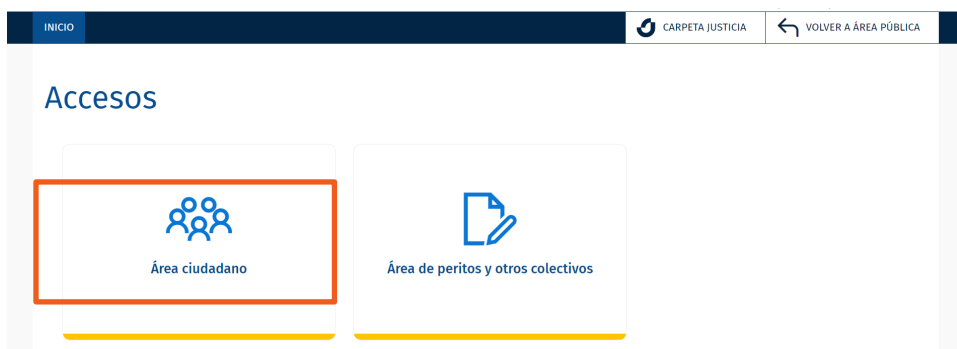 INICIO
CARPETA JUSTICIA
VOLVER A ÁREA PÚBLICA
Accesos
Área ciudadano
Área de peritos y otros colectivos